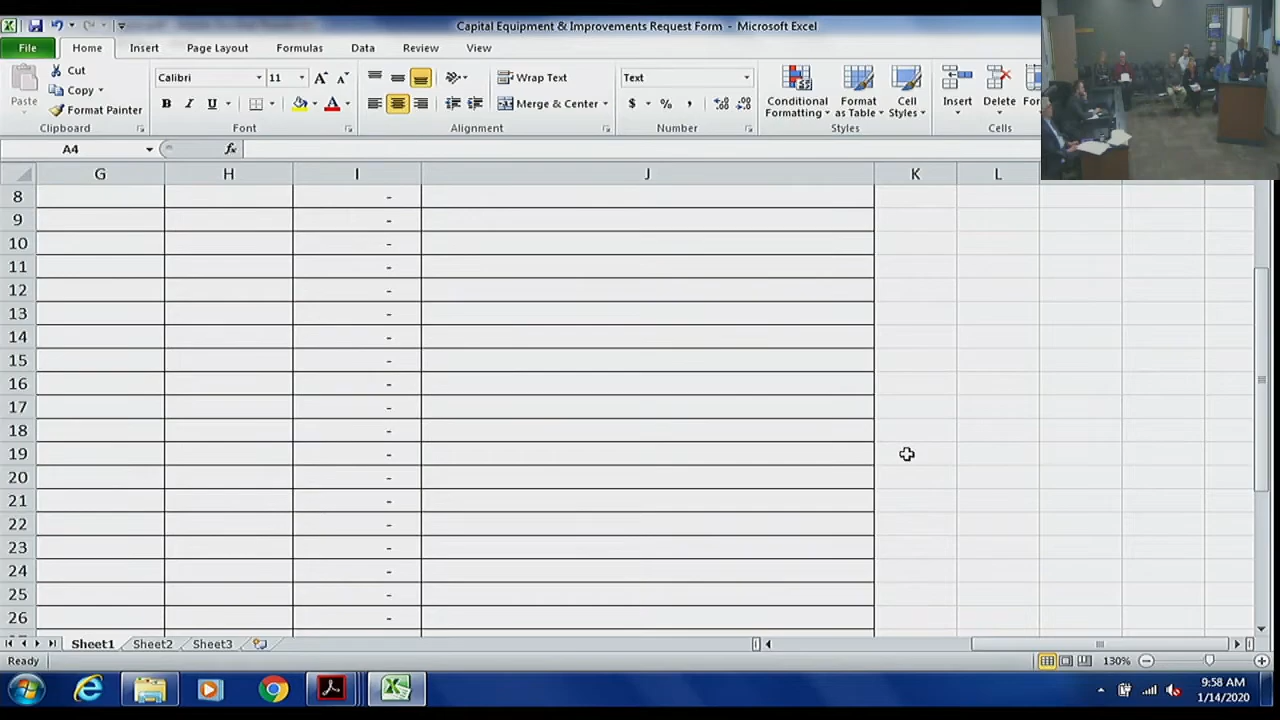 Capital Equipment & Improvements Request Form - Microsoft Excel
File Home Insert Page Layout Formulas Data Review View
Paste
Cut
Copy
Format Painter
Clipboard
Calibri 11
B I U A
Font
Wrap Text
Merge & Center
Alignment
Text
$ % ,
Number
Conditional Formatting
Format as Table
Cell Styles
Styles
Insert
Delete
For
Cells
A4 fx
G H I J K L
8 -
9 -
10 -
11 -
12 -
13 -
14 -
15 -
16 -
17 -
18 -
19 -
20 -
21 -
22 -
23 -
24 -
25 -
26 -
Sheet1 Sheet2 Sheet3
Ready 130%
9:58 AM
1/14/2020